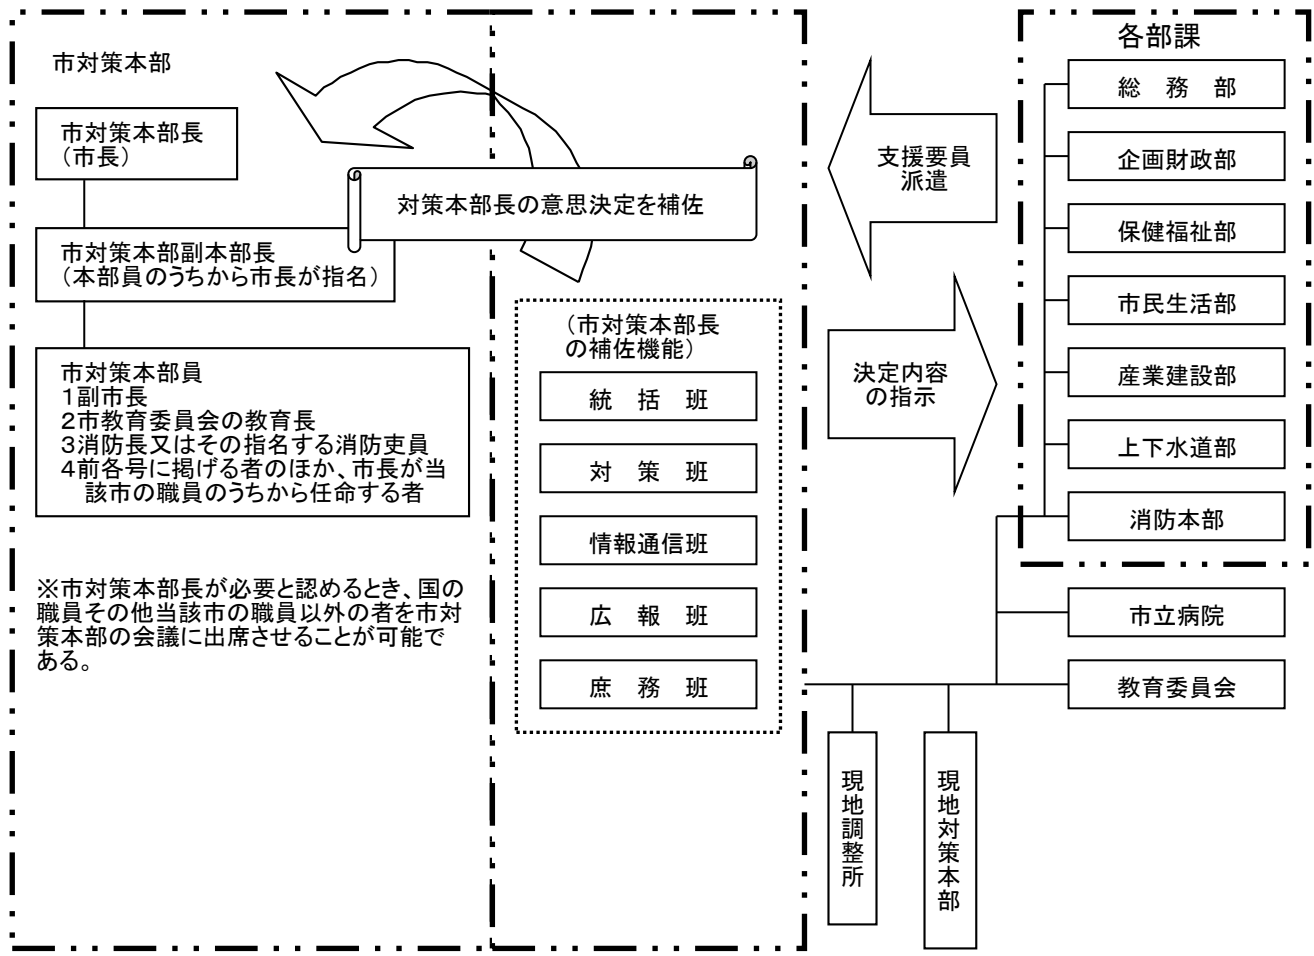 市対策本部
市対策本部長
（市長）
対策本部長の意思決定を補佐
市対策本部副本部長
（本部員のうちから市長が指名）
市対策本部員
１副市長
２市教育委員会の教育長
３消防長又はその指名する消防吏員
４前各号に掲げる者のほか、市長が当
該市の職員のうちから任命する者
※市対策本部長が必要と認めるとき、国の
職員その他当該市の職員以外の者を市対
策本部の会議に出席させることが可能で
ある。
（市対策本部長
の補佐機能）
統　括　班
対　策　班
情報通信班
広　報　班
庶　務　班
支援要員
派遣
決定内容
の指示
各部課
総　務　部
企画財政部
保健福祉部
市民生活部
産業建設部
上下水道部
消防本部
市立病院
教育委員会
現地調整所
現地対策本部